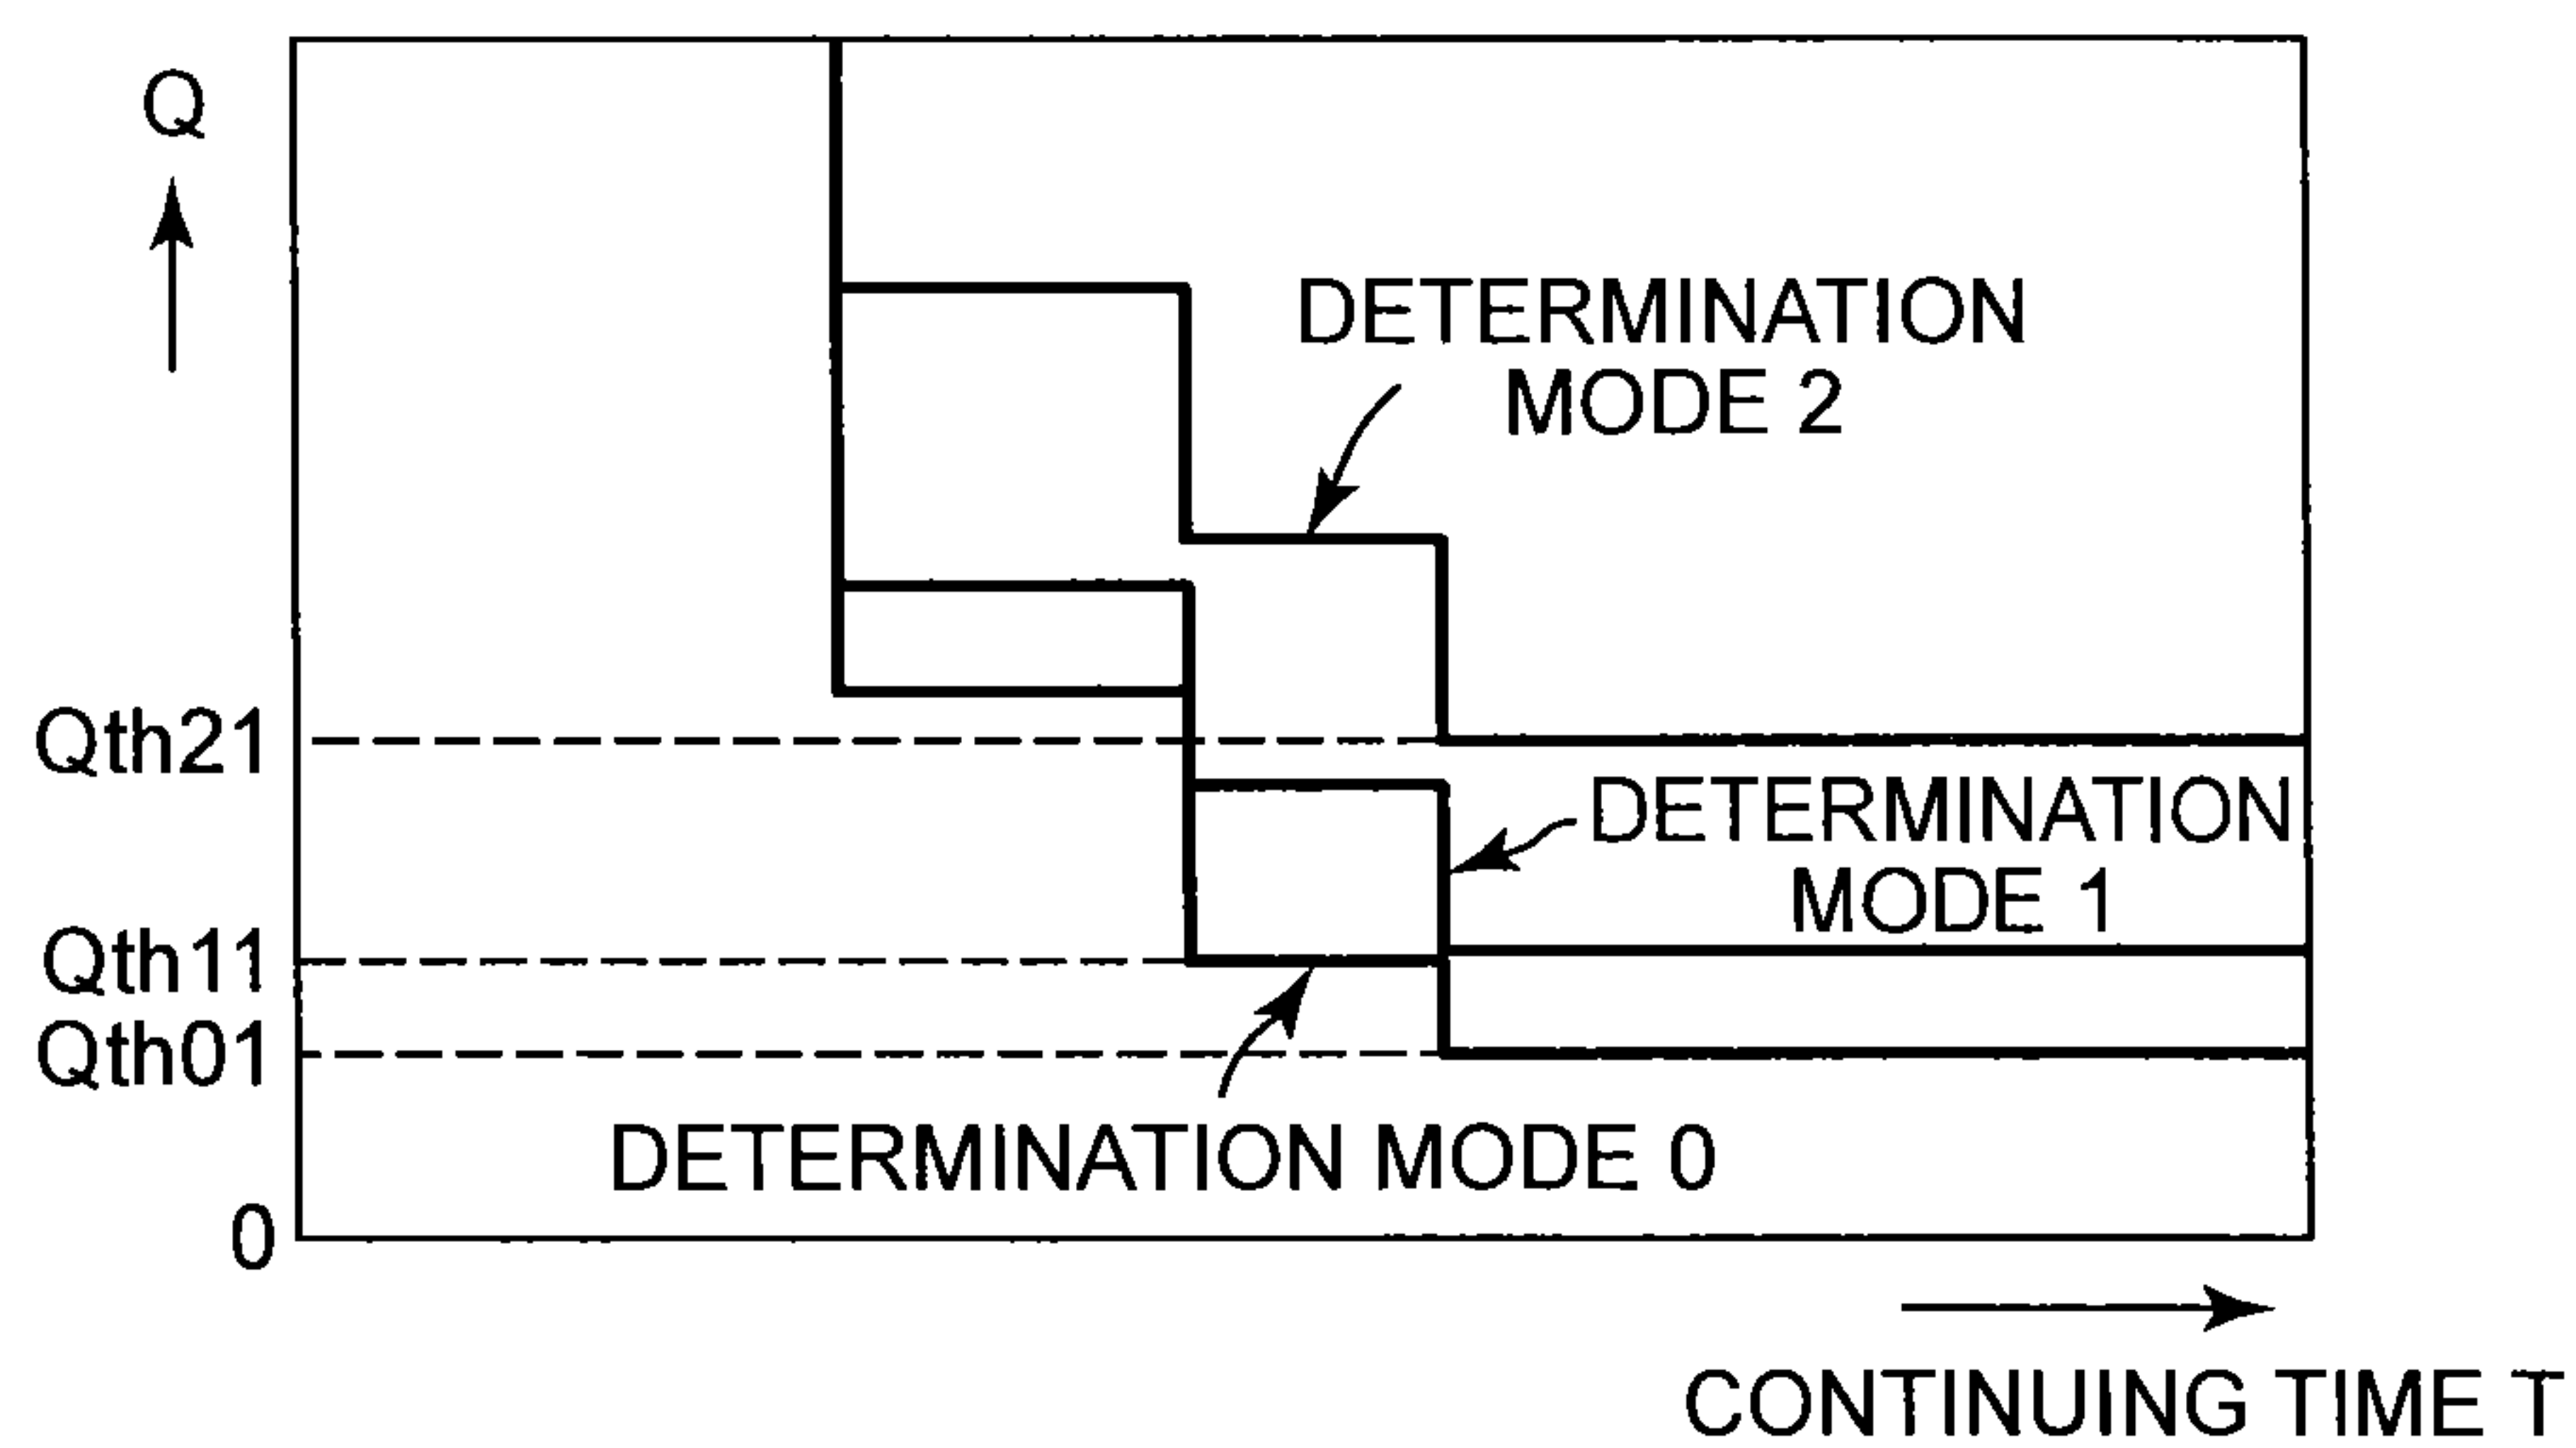 Q
DETERMINATION
MODE 2
Qth21
DETERMINATION
MODE 1
Qth11
Qth01
DETERMINATION MODE 0
0
CONTINUING TIME T